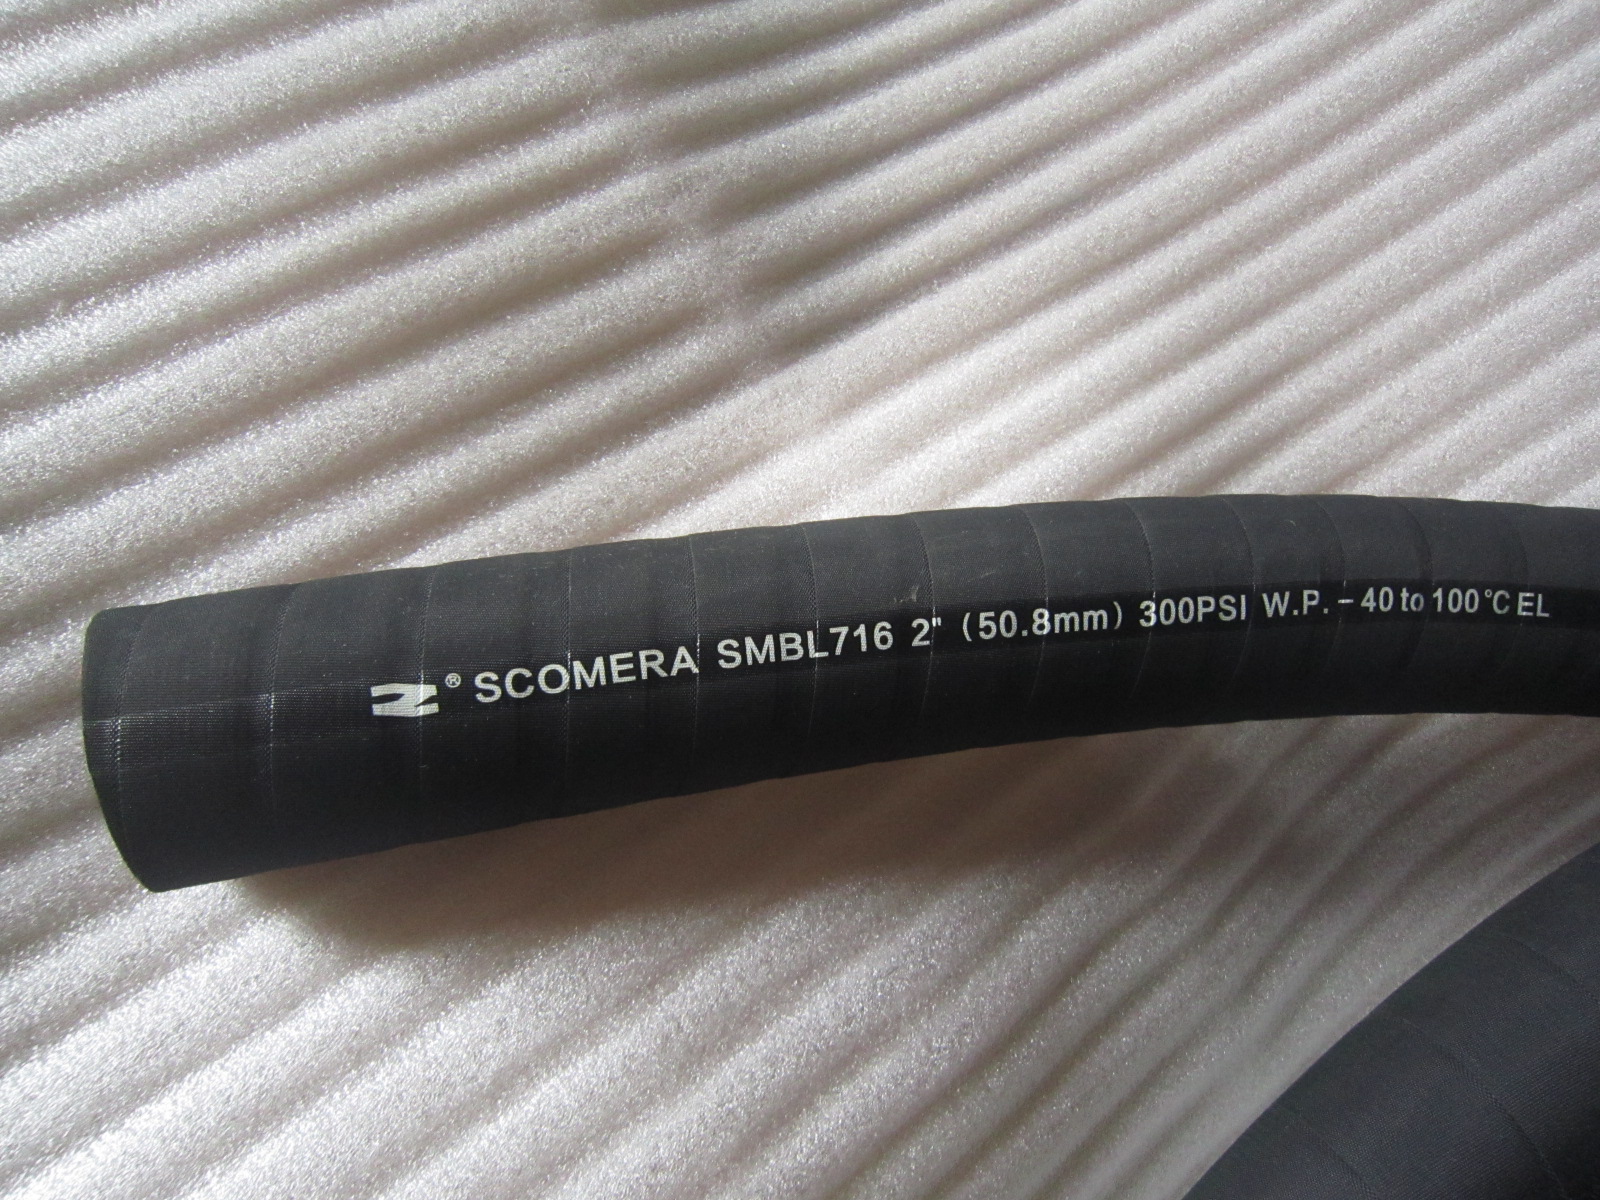 ® SCOMERA SMBL716 2" (50.8mm) 300PSI W.P. -40 to 100°C EL